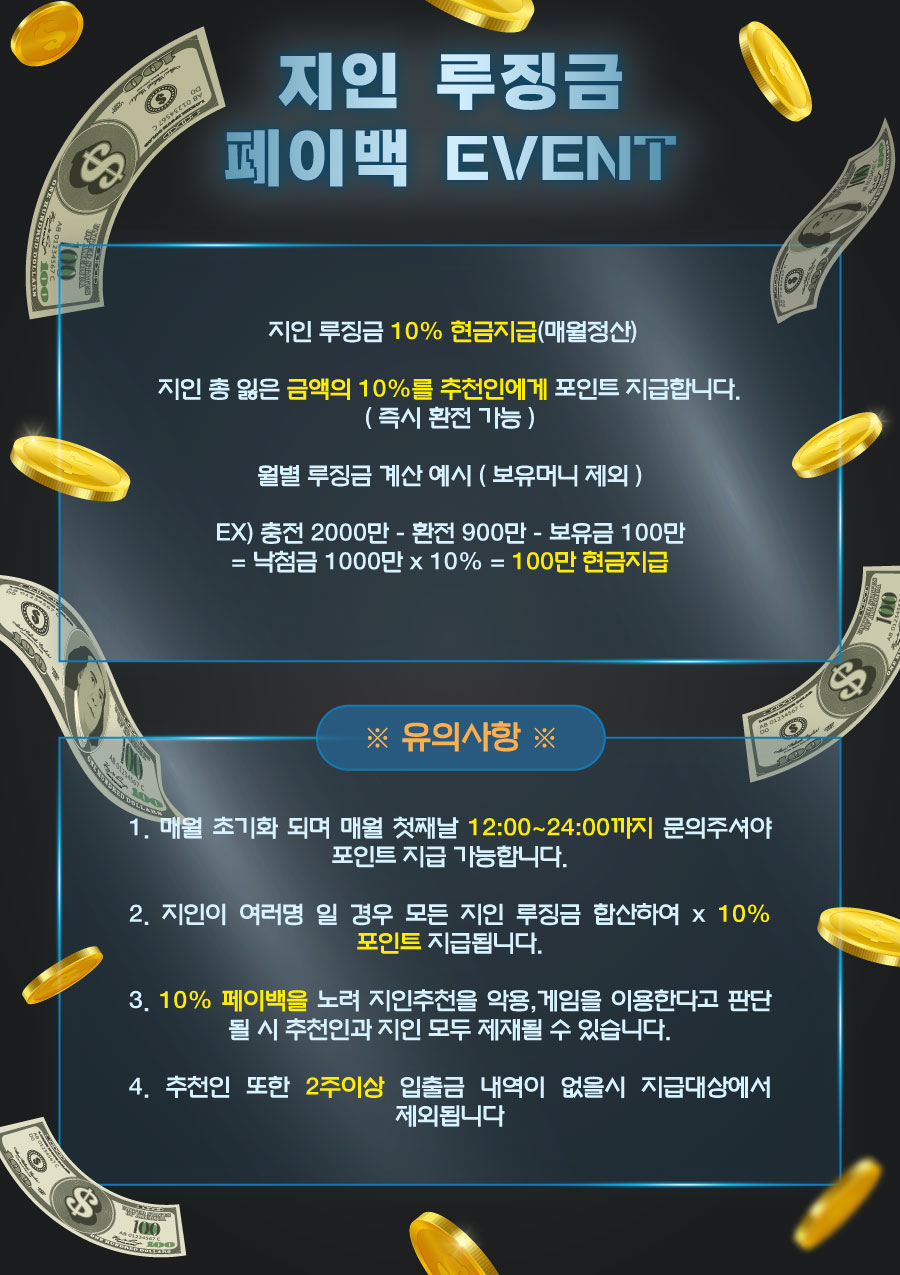 지인 루징금
페이백 EVENT
지인 루징금 10% 현금지급(매월정산)
지인 총 잃은 금액의 10%를 추천인에게 포인트 지급합니다.
( 즉시 환전 가능 )
월별 루징금 계산 예시 ( 보유머니 제외 )
EX) 충전 2000만 - 환전 900만 - 보유금 100만
= 낙첨금 1000만 x 10% = 100만 현금지급
※ 유의사항 ※
1. 매월 초기화 되며 매월 첫째날 12:00~24:00까지 문의주셔야
포인트 지급 가능합니다.
2. 지인이 여러명 일 경우 모든 지인 루징금 합산하여 x 10%
포인트 지급됩니다.
3. 10% 페이백을 노려 지인추천을 악용,게임을 이용한다고 판단
될 시 추천인과 지인 모두 제재될 수 있습니다.
4. 추천인 또한 2주이상 입출금 내역이 없을시 지급대상에서
제외됩니다